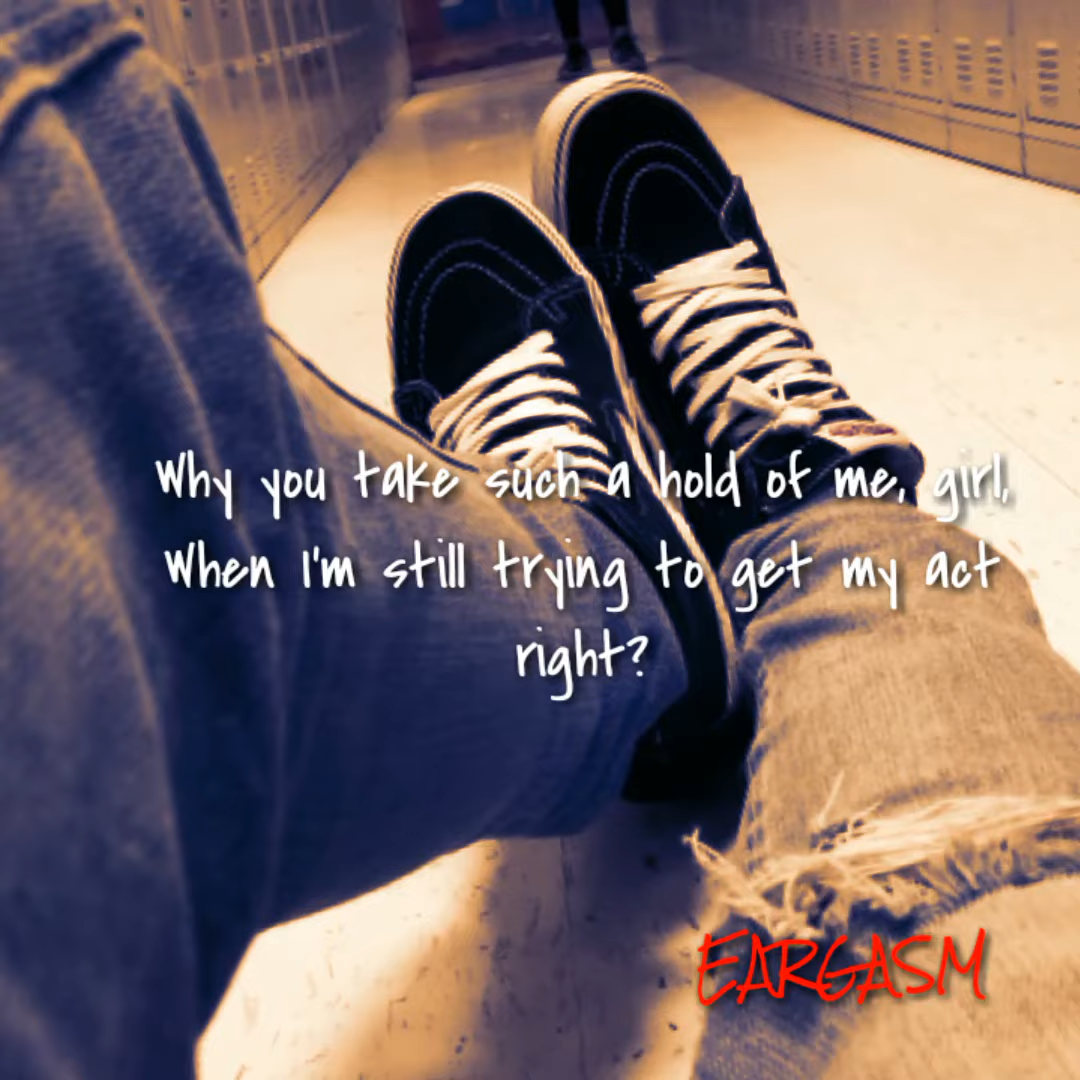 Why you take such a hold of me, girl,
When I'm still trying to get my act
right?
EARGASM